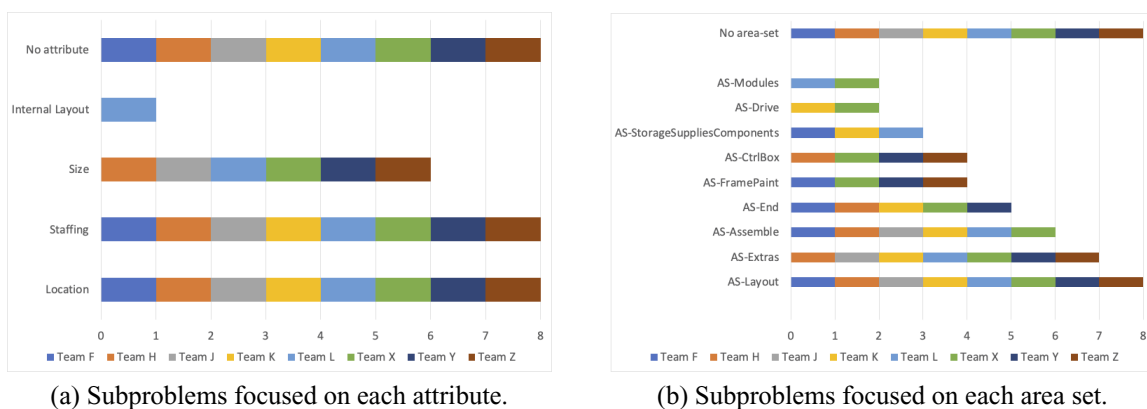 No attribute
Internal Layout
Size
Staffing
Location
0 1 2 3 4 5 6 7 8
Team F Team H Team J Team K Team L Team X Team Y Team Z
(a) Subproblems focused on each attribute.
No area-set
AS-Modules
AS-Drive
AS-StorageSuppliesComponents
AS-CtrlBox
AS-FramePaint
AS-End
AS-Assemble
AS-Extras
AS-Layout
0 1 2 3 4 5 6 7 8
Team F Team H Team J Team K Team L Team X Team Y Team Z
(b) Subproblems focused on each area set.